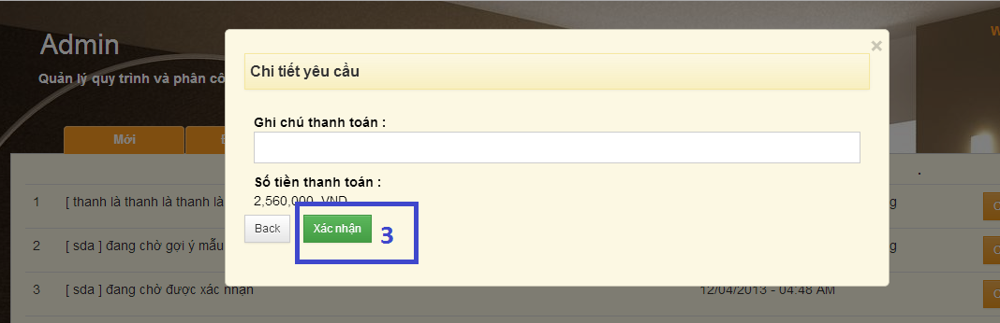 Admin
W
×
Chi tiết yêu cầu
Quản lý quy trình và phân cô
Ghi chú thanh toán :
Mới
.
Số tiền thanh toán :
1 [ thanh là thanh là thanh là g
2,560,000 VND
Back Xác nhận 3
2 [ sda ] đang chờ gợi ý mẫu g
3 [ sda ] đang chờ được xác nhận 12/04/2013 - 04:48 AM